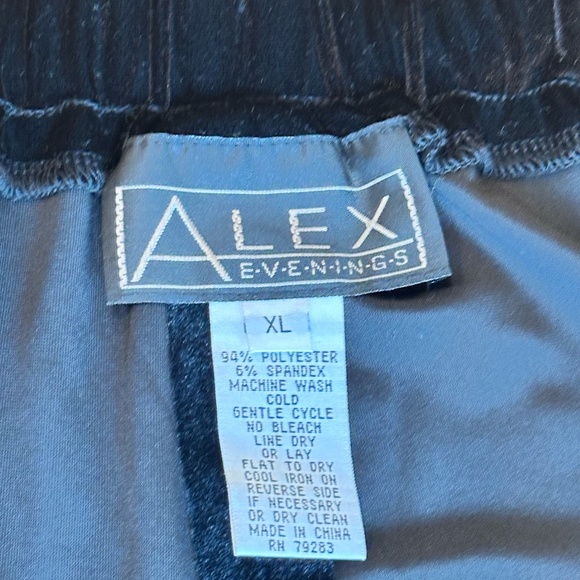 ALEX
E·V·E·N·I·N·G·S
XL
94% POLYESTER
6% SPANDEX
MACHINE WASH
COLD
GENTLE CYCLE
NO BLEACH
LINE DRY
OR LAY
FLAT TO DRY
COOL IRON ON
REVERSE SIDE
IF NECESSARY
OR DRY CLEAN
MADE IN CHINA
RN 79283